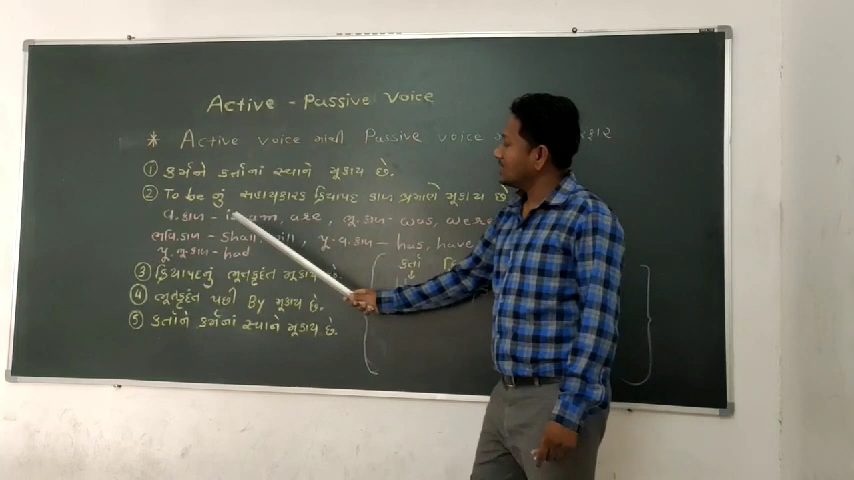 Active - Passive Voice
* Active voice માંથી Passive voice
① કર્મને કર્તાનાં સ્થાને મૂકાય છે.
② To be નું સહાયકારક ક્રિયાપદ કાળ પ્રમાણે મૂકાય છે
વ.કાળ - is, am, are, ભૂ.કાળ - was, were
ભવિ.કાળ - Shall, will, પૂ.વ.કાળ - has, have
પૂ.ભૂ.કાળ - had
કર્તા
③ ક્રિયાપદનું ભૂતકૃદંત મૂકાય છે.
④ ભૂતકૃદંત પછી By મૂકાય છે.
⑤ કર્તાને કર્મનાં સ્થાને મૂકાય છે.